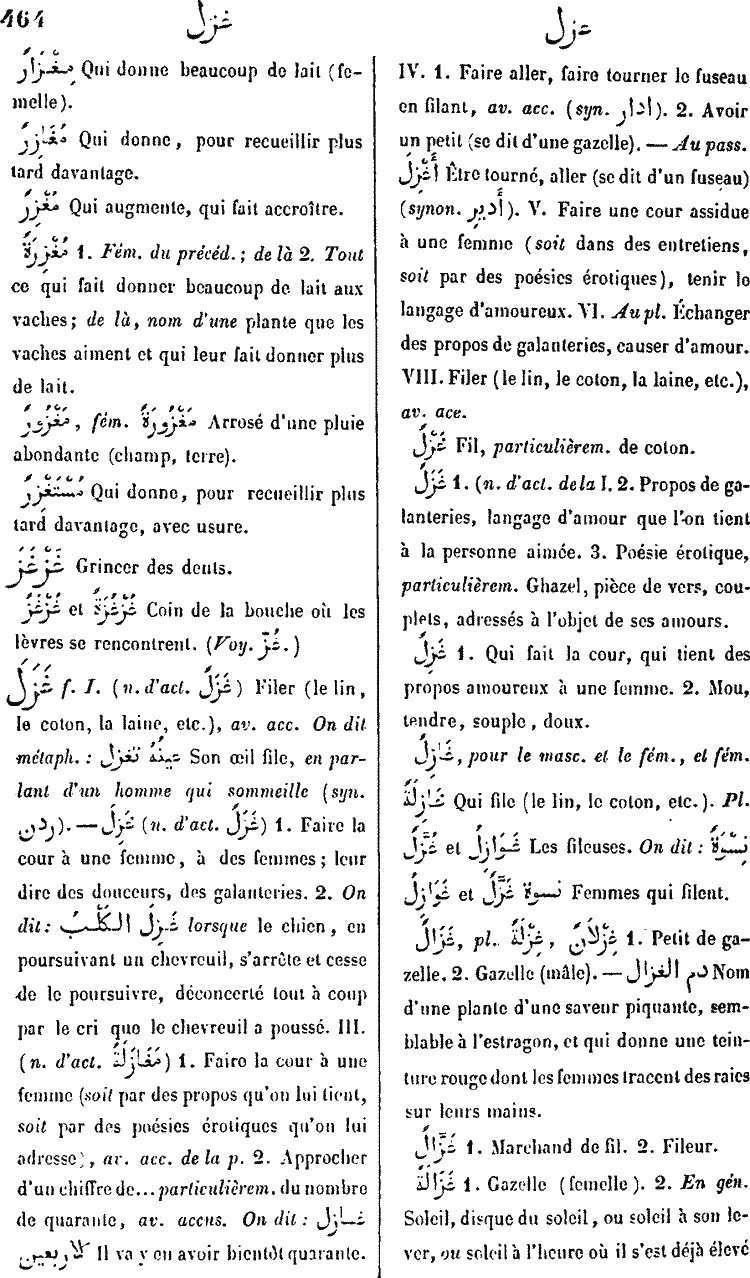 464
غزل
عزل
مِغْزَارٌ Qui donne beaucoup de lait (fe-
melle).
مُغَازِرٌ Qui donne, pour recueillir plus
tard davantage.
مُغْزِرٌ Qui augmente, qui fait accroître.
مُغْزِرَةٌ 1. Fém. du précéd.; de là 2. Tout
ce qui fait donner beaucoup de lait aux
vaches; de là, nom d'une plante que les
vaches aiment et qui leur fait donner plus
de lait.
مَغْزُورٌ, fém. مَغْزُورَةٌ Arrosé d'une pluie
abondante (champ, terre).
مُسْتَغْزِرٌ Qui donne, pour recueillir plus
tard davantage, avec usure.
غَزْغَزَ Grincer des dents.
غُزْغُزٌ et غُزْغُزَةٌ Coin de la bouche où les
lèvres se rencontrent. (Voy. غُزّ.)
غَزَلَ f. I. (n. d'act. غَزْلٌ) Filer (le lin,
le coton, la laine, etc.), av. acc. On dit
métaph.: عينهُ تغزل Son œil file, en par-
lant d'un homme qui sommeille (syn.
ردن).—غَزِلَ (n. d'act. غَزَلٌ) 1. Faire la
cour à une femme, à des femmes; leur
dire des douceurs, des galanteries. 2. On
dit: غَزِلَ الكَلْبُ lorsque le chien, en
poursuivant un chevreuil, s'arrête et cesse
de le poursuivre, déconcerté tout à coup
par le cri que le chevreuil a poussé. III.
(n. d'act. مُغَازَلَةٌ) 1. Faire la cour à une
femme (soit par des propos qu'on lui tient,
soit par des poésies érotiques qu'on lui
adresse), av. acc. de la p. 2. Approcher
d'un chiffre de... particulièrem. du nombre
de quarante, av. accus. On dit: غازل
الاربعين Il va y en avoir bientôt quarante.
IV. 1. Faire aller, faire tourner le fuseau
en filant, av. acc. (syn. ادار). 2. Avoir
un petit (se dit d'une gazelle). — Au pass.
أُغْزِلَ Être tourné, aller (se dit d'un fuseau)
(synon. أُدير). V. Faire une cour assidue
à une femme (soit dans des entretiens,
soit par des poésies érotiques), tenir le
langage d'amoureux. VI. Au pl. Échanger
des propos de galanteries, causer d'amour.
VIII. Filer (le lin, le coton, la laine, etc.),
av. acc.
غَزْلٌ Fil, particulièrem. de coton.
غَزَلٌ 1. (n. d'act. de la I. 2. Propos de ga-
lanteries, langage d'amour que l'on tient
à la personne aimée. 3. Poésie érotique,
particulièrem. Ghazel, pièce de vers, cou-
plets, adressés à l'objet de ses amours.
غَزِلٌ 1. Qui fait la cour, qui tient des
propos amoureux à une femme. 2. Mou,
tendre, souple, doux.
غَازِلٌ, pour le masc. et le fém., et fém.
غَازِلَةٌ Qui file (le lin, le coton, etc.). Pl.
غُزَّلٌ et غَوَازِلُ Les fileuses. On dit: نِسْوَةٌ
غَوَازِلُ et نسوة غُزَّلٌ Femmes qui filent.
غَزَالٌ, pl. غِزْلَةٌ, غِزْلَانٌ 1. Petit de ga-
zelle. 2. Gazelle (mâle).—دم الغزال Nom
d'une plante d'une saveur piquante, sem-
blable à l'estragon, et qui donne une tein-
ture rouge dont les femmes tracent des raies
sur leurs mains.
غَزَّالٌ 1. Marchand de fil. 2. Fileur.
غَزَالَةٌ 1. Gazelle (femelle). 2. En gén.
Soleil, disque du soleil, ou soleil à son le-
ver, ou soleil à l'heure où il s'est déjà élevé